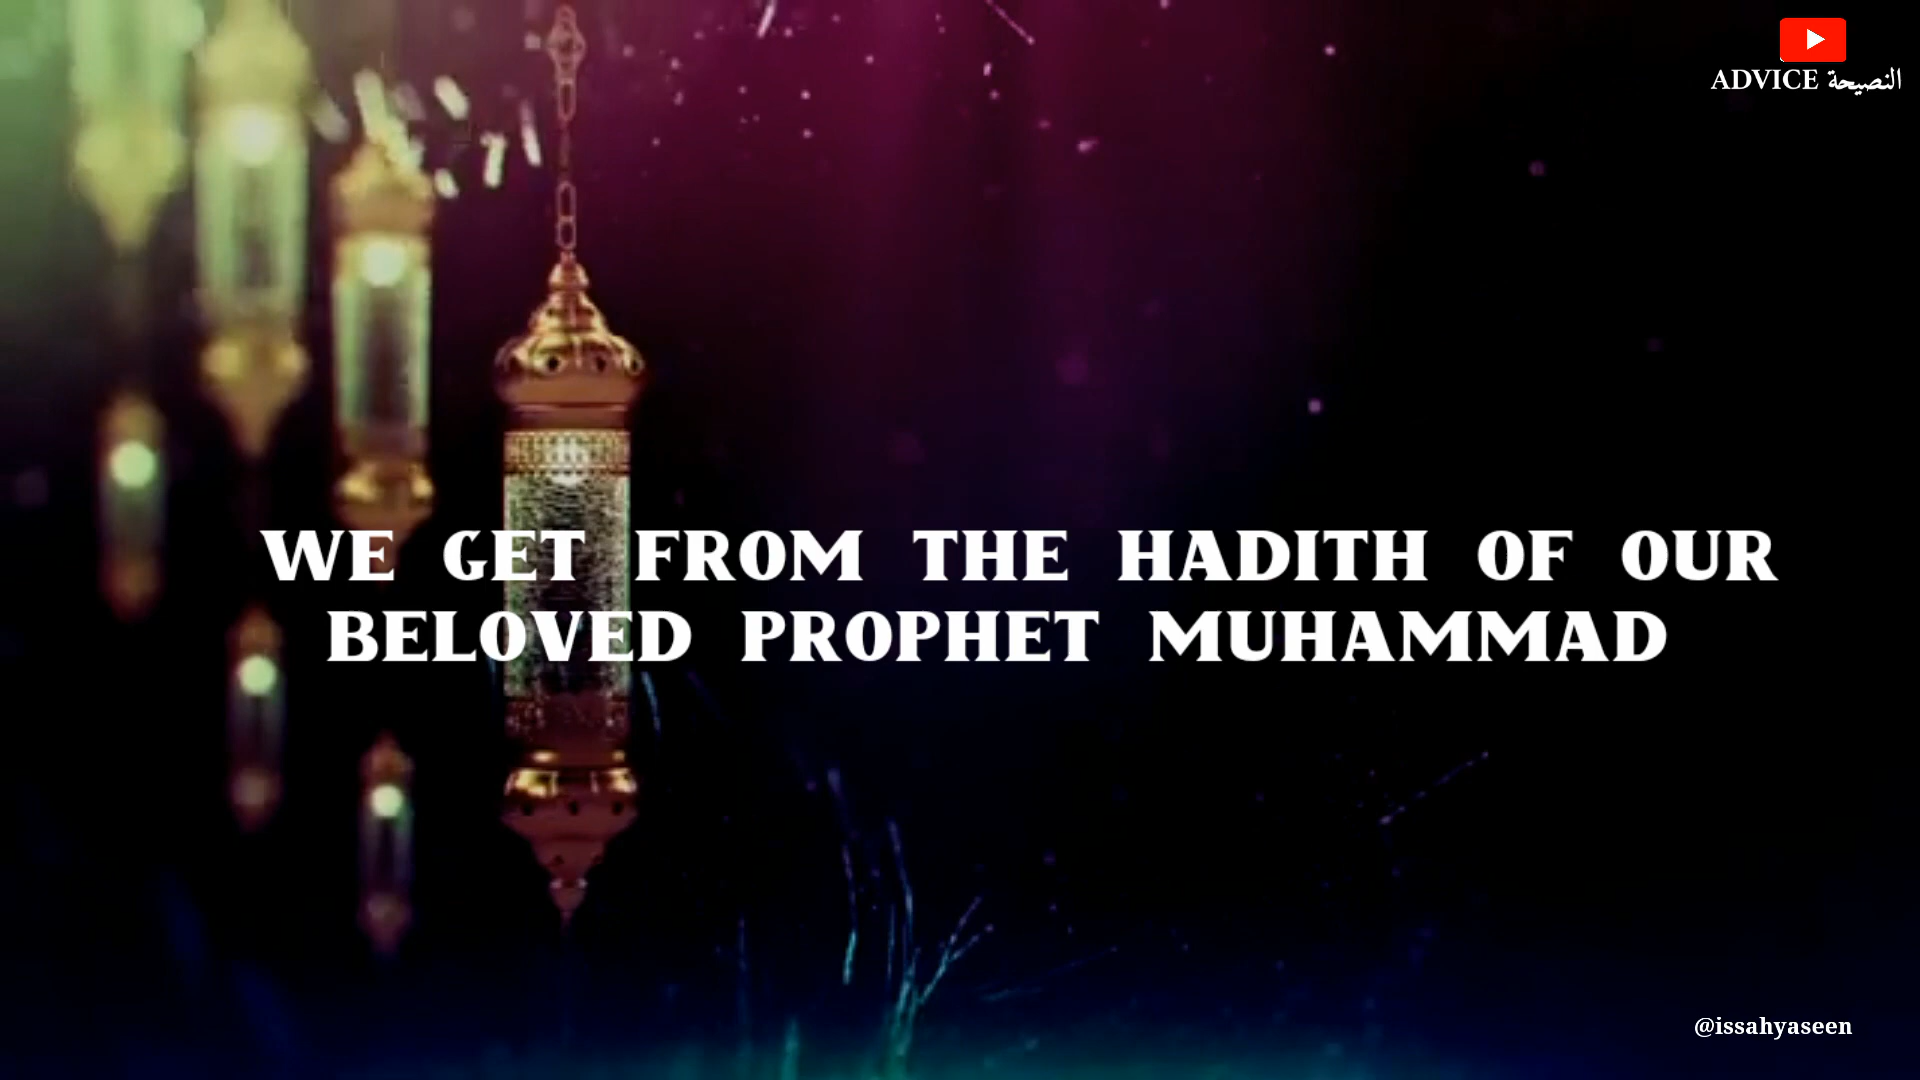 ADVICE النصيحة
WE GET FROM THE HADITH OF OUR
BELOVED PROPHET MUHAMMAD
@issahyaseen